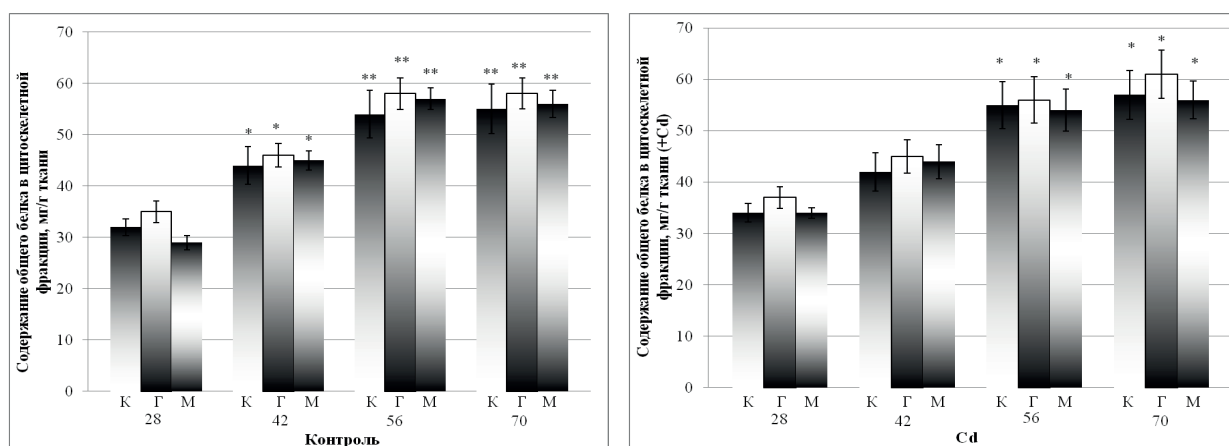 Содержание общего белка в цитоскелетной
фракции, мг/г ткани
70
60
50
40
30
20
10
0
* * *
** ** **
** ** **
К Г М К Г М К Г М К Г М
28 42 56 70
Контроль
Содержание общего белка в цитоскелетной
фракции, мг/г ткани (+Cd)
70
60
50
40
30
20
10
0
* * *
* * *
К Г М К Г М К Г М К Г М
28 42 56 70
Cd